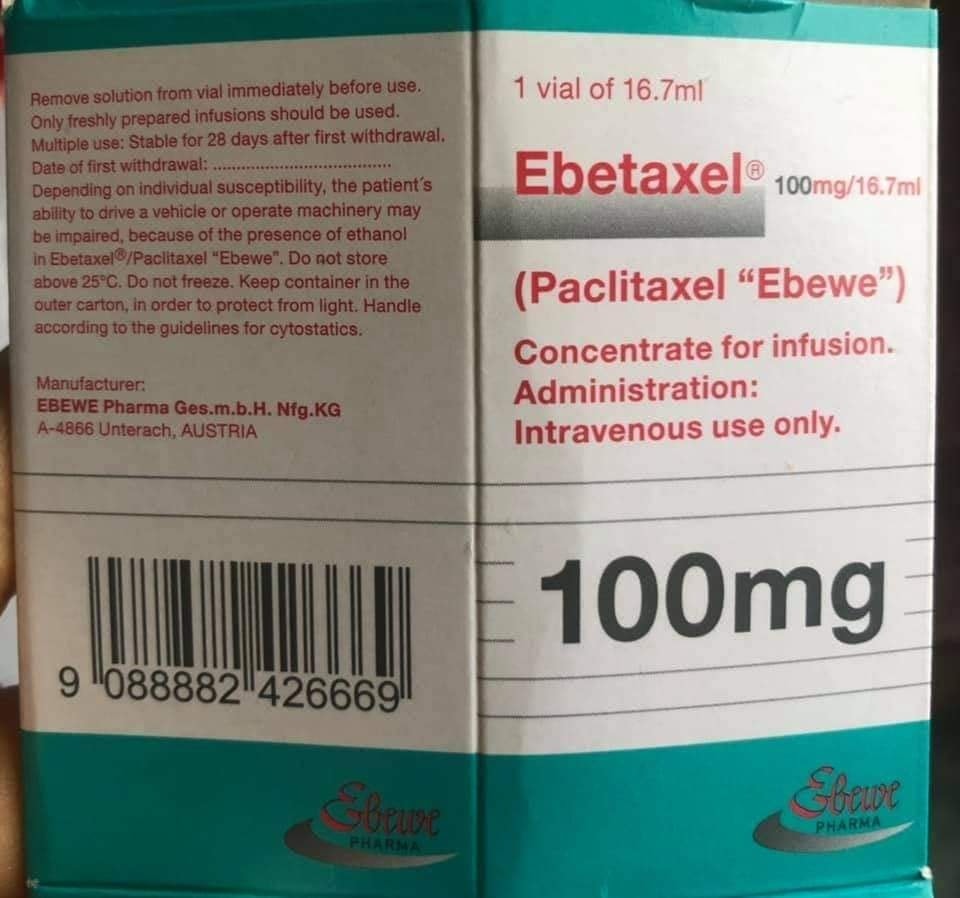 Remove solution from vial immediately before use.
Only freshly prepared infusions should be used.
Multiple use: Stable for 28 days after first withdrawal.
Date of first withdrawal: ..................................
Depending on individual susceptibility, the patient´s
ability to drive a vehicle or operate machinery may
be impaired, because of the presence of ethanol
in Ebetaxel®/Paclitaxel “Ebewe”. Do not store
above 25°C. Do not freeze. Keep container in the
outer carton, in order to protect from light. Handle
according to the guidelines for cytostatics.
Manufacturer:
EBEWE Pharma Ges.m.b.H. Nfg.KG
A-4866 Unterach, AUSTRIA
9 088882 426669
Ebewe
PHARMA
1 vial of 16.7ml
Ebetaxel® 100mg/16.7ml
(Paclitaxel “Ebewe”)
Concentrate for infusion.
Administration:
Intravenous use only.
100mg
Ebewe
PHARMA